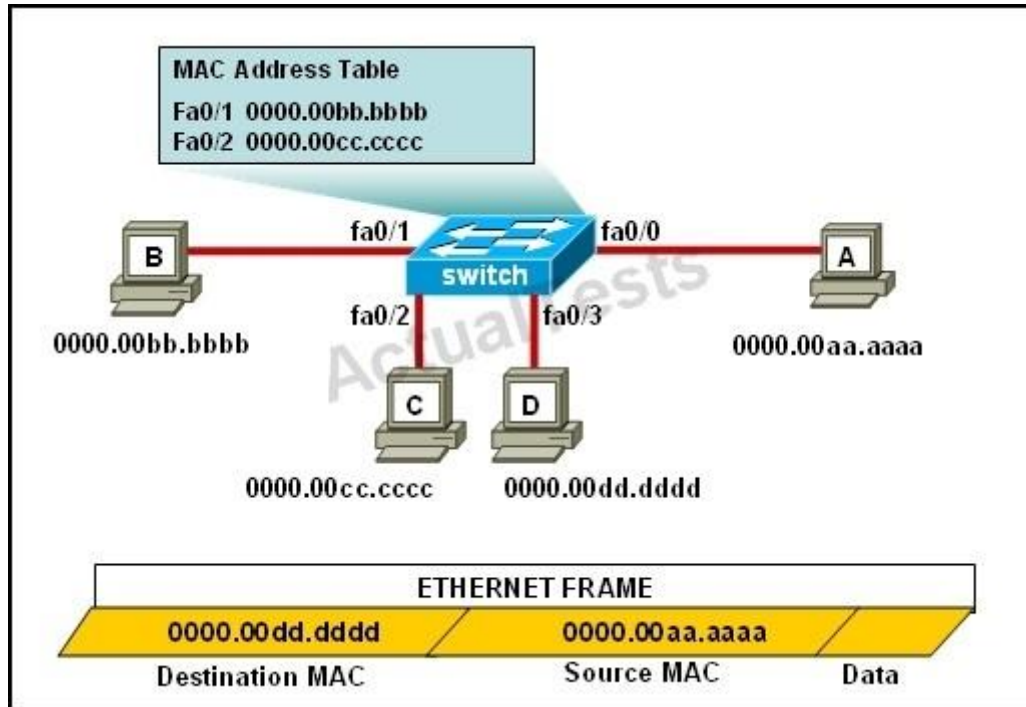 MAC Address Table
Fa0/1 0000.00bb.bbbb
Fa0/2 0000.00cc.cccc
fa0/1
fa0/0
B
A
switch
fa0/2
fa0/3
0000.00bb.bbbb
0000.00aa.aaaa
ActualTests
C
D
0000.00cc.cccc
0000.00dd.dddd
ETHERNET FRAME
0000.00dd.dddd
0000.00aa.aaaa
Destination MAC
Source MAC
Data